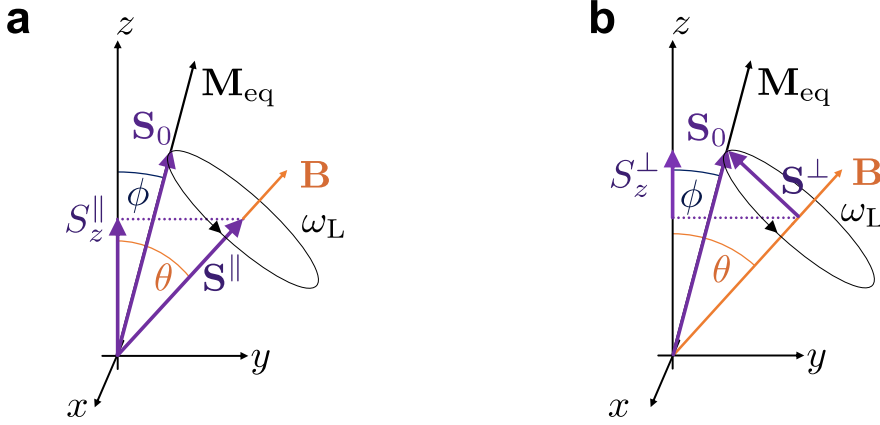 a
z
M_eq
S_0
B
ϕ
S_z^∥
ω_L
θ
S^∥
y
x
b
z
M_eq
S_0
S^⊥
B
S_z^⊥
ϕ
ω_L
θ
y
x